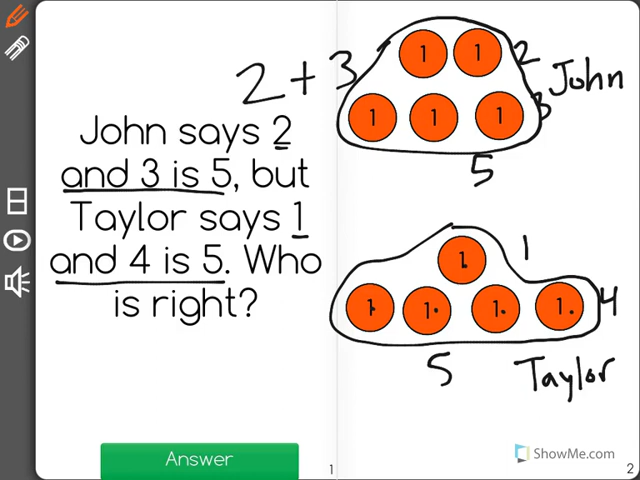 John says 2
and 3 is 5, but
Taylor says 1
and 4 is 5. Who
is right?
Answer
1
2 + 3
1 1
2
John
1 1 1
3
5
1
1
1 1 1 1
4
5
Taylor
ShowMe.com
2